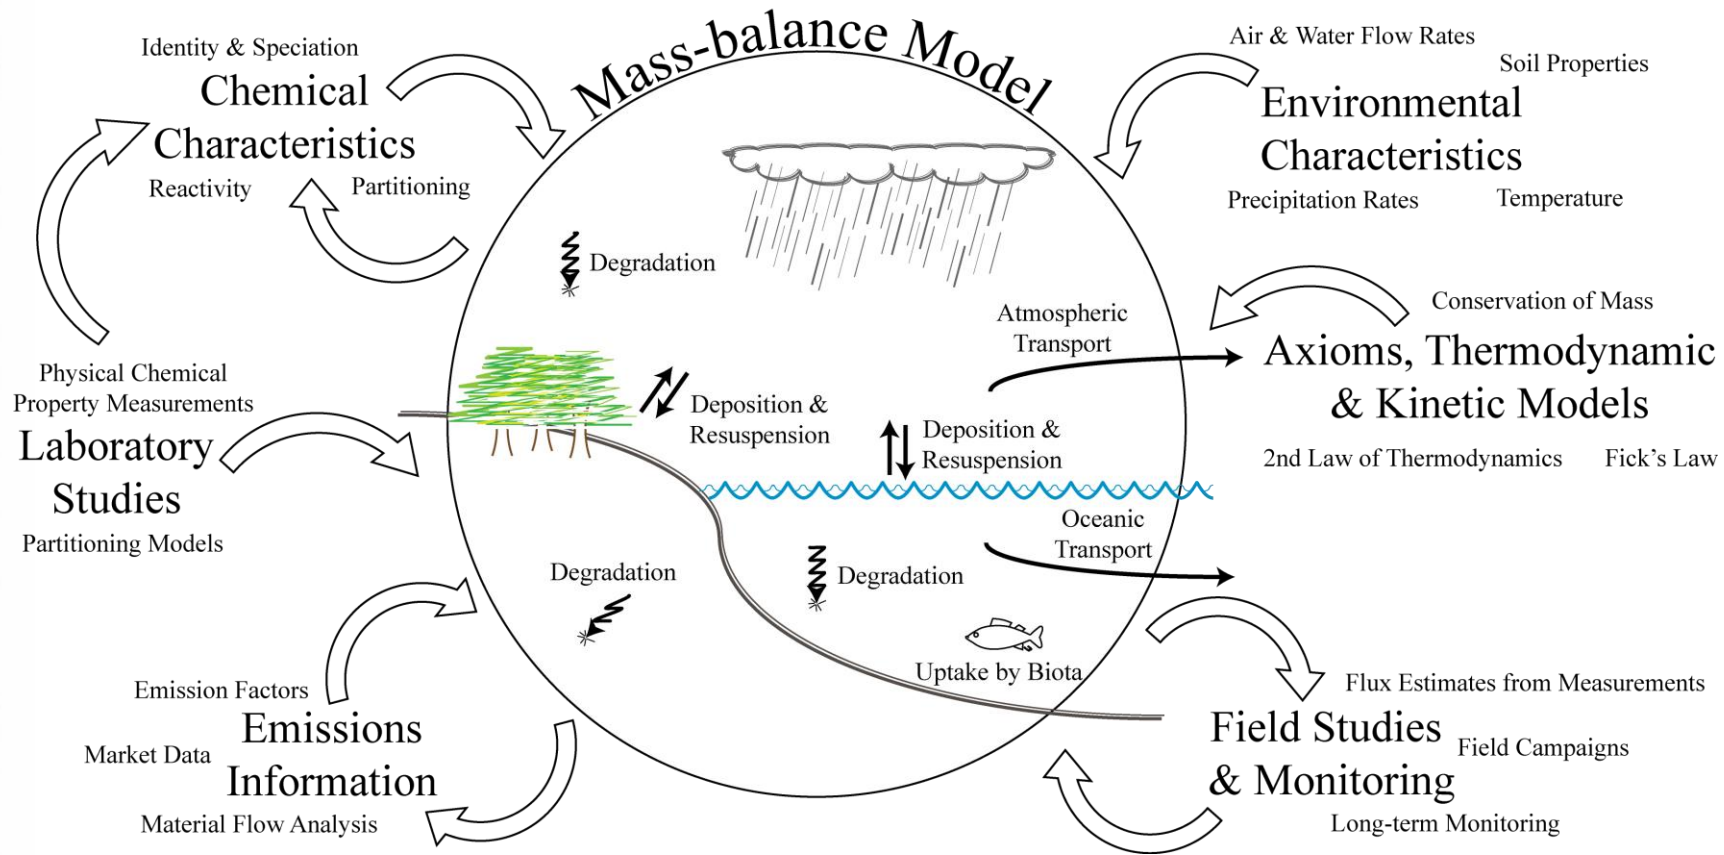 Mass-balance Model
Identity & Speciation
Chemical
Characteristics
Reactivity
Partitioning
Air & Water Flow Rates
Soil Properties
Environmental
Characteristics
Precipitation Rates
Temperature
Degradation
Atmospheric
Transport
Conservation of Mass
Axioms, Thermodynamic
& Kinetic Models
2nd Law of Thermodynamics
Fick's Law
Physical Chemical
Property Measurements
Laboratory
Studies
Partitioning Models
Deposition &
Resuspension
Deposition &
Resuspension
Oceanic
Transport
Degradation
Degradation
Uptake by Biota
Emission Factors
Emissions
Market Data
Information
Material Flow Analysis
Flux Estimates from Measurements
Field Studies
Field Campaigns
& Monitoring
Long-term Monitoring